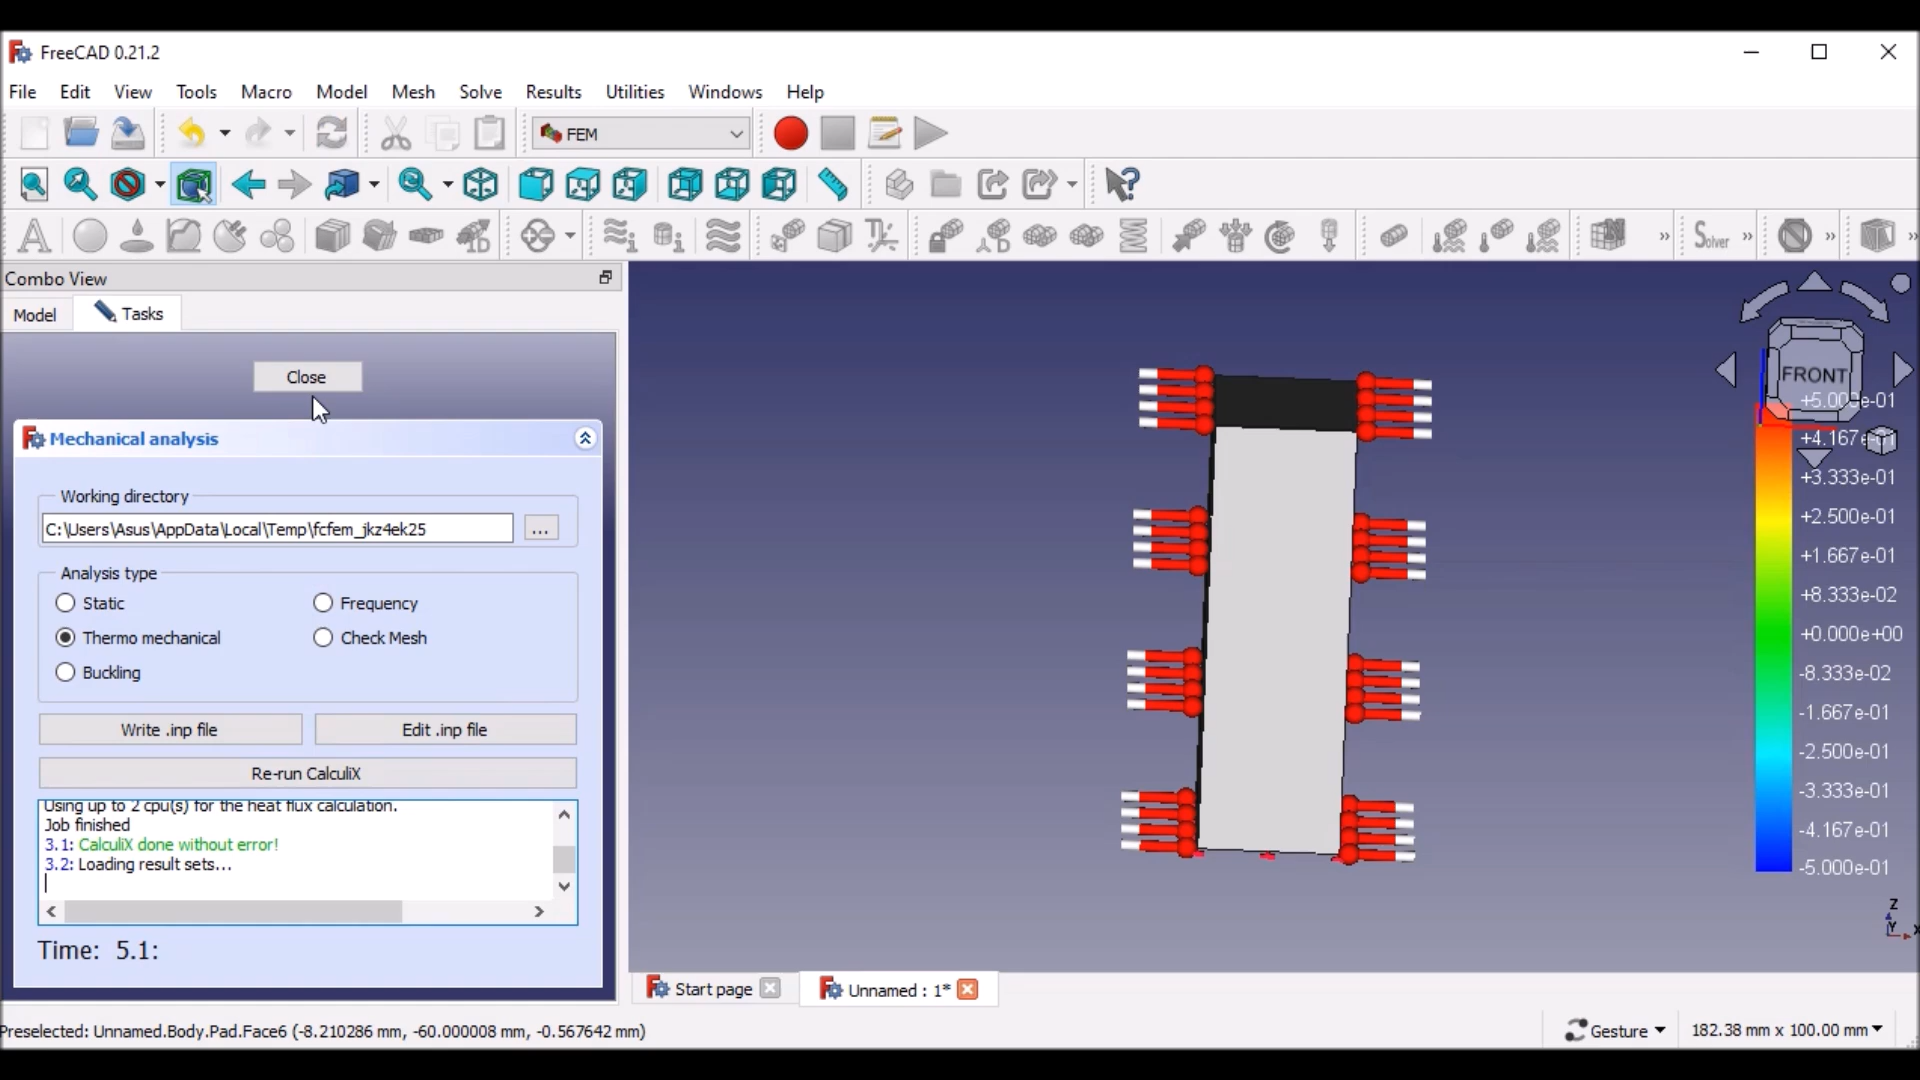 FreeCAD 0.21.2
File Edit View Tools Macro Model Mesh Solve Results Utilities Windows Help
FEM
Solver
Combo View
Model Tasks
Close
Mechanical analysis
Working directory
C:\Users\Asus\AppData\Local\Temp\fcfem_jkz4ek25 ...
Analysis type
Static Frequency
Thermo mechanical Check Mesh
Buckling
Write .inp file Edit .inp file
Re-run CalculiX
Using up to 2 cpu(s) for the heat flux calculation.
Job finished
3.1: CalculiX done without error!
3.2: Loading result sets...
Time: 5.1:
FRONT
+4.167e-01
+3.333e-01
+2.500e-01
+1.667e-01
+8.333e-02
+0.000e+00
-8.333e-02
-1.667e-01
-2.500e-01
-3.333e-01
-4.167e-01
-5.000e-01
Z
Y
X
Start page Unnamed : 1*
Preselected: Unnamed.Body.Pad.Face6 (-8.210286 mm, -60.000008 mm, -0.567642 mm)
Gesture 182.38 mm x 100.00 mm